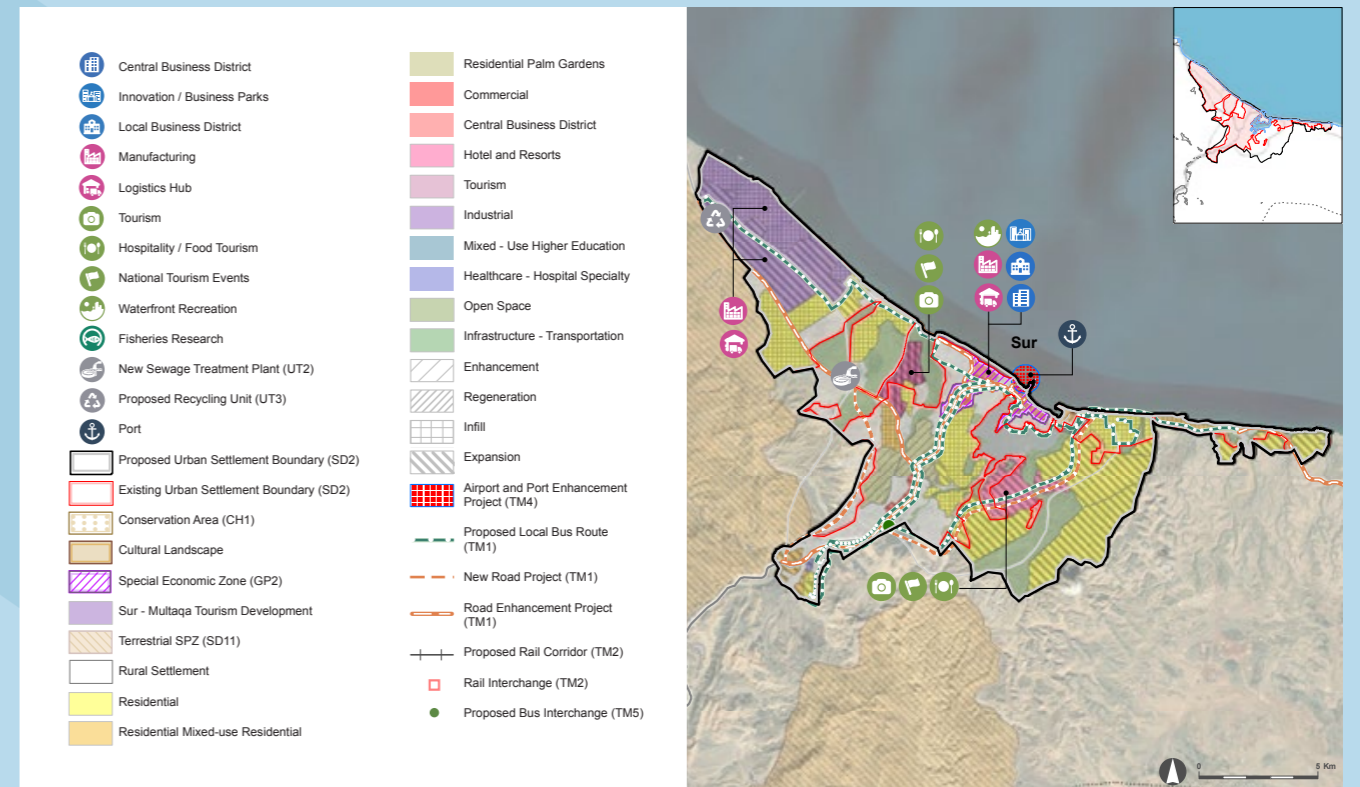 Central Business District
Innovation / Business Parks
Local Business District
Manufacturing
Logistics Hub
Tourism
Hospitality / Food Tourism
National Tourism Events
Waterfront Recreation
Fisheries Research
New Sewage Treatment Plant (UT2)
Proposed Recycling Unit (UT3)
Port
Proposed Urban Settlement Boundary (SD2)
Existing Urban Settlement Boundary (SD2)
Conservation Area (CH1)
Cultural Landscape
Special Economic Zone (GP2)
Sur - Multaqa Tourism Development
Terrestrial SPZ (SD11)
Rural Settlement
Residential
Residential Mixed-use Residential
Residential Palm Gardens
Commercial
Central Business District
Hotel and Resorts
Tourism
Industrial
Mixed - Use Higher Education
Healthcare - Hospital Specialty
Open Space
Infrastructure - Transportation
Enhancement
Regeneration
Infill
Expansion
Airport and Port Enhancement
Project (TM4)
Proposed Local Bus Route
(TM1)
New Road Project (TM1)
Road Enhancement Project
(TM1)
Proposed Rail Corridor (TM2)
Rail Interchange (TM2)
Proposed Bus Interchange (TM5)
Sur
0 5 Km